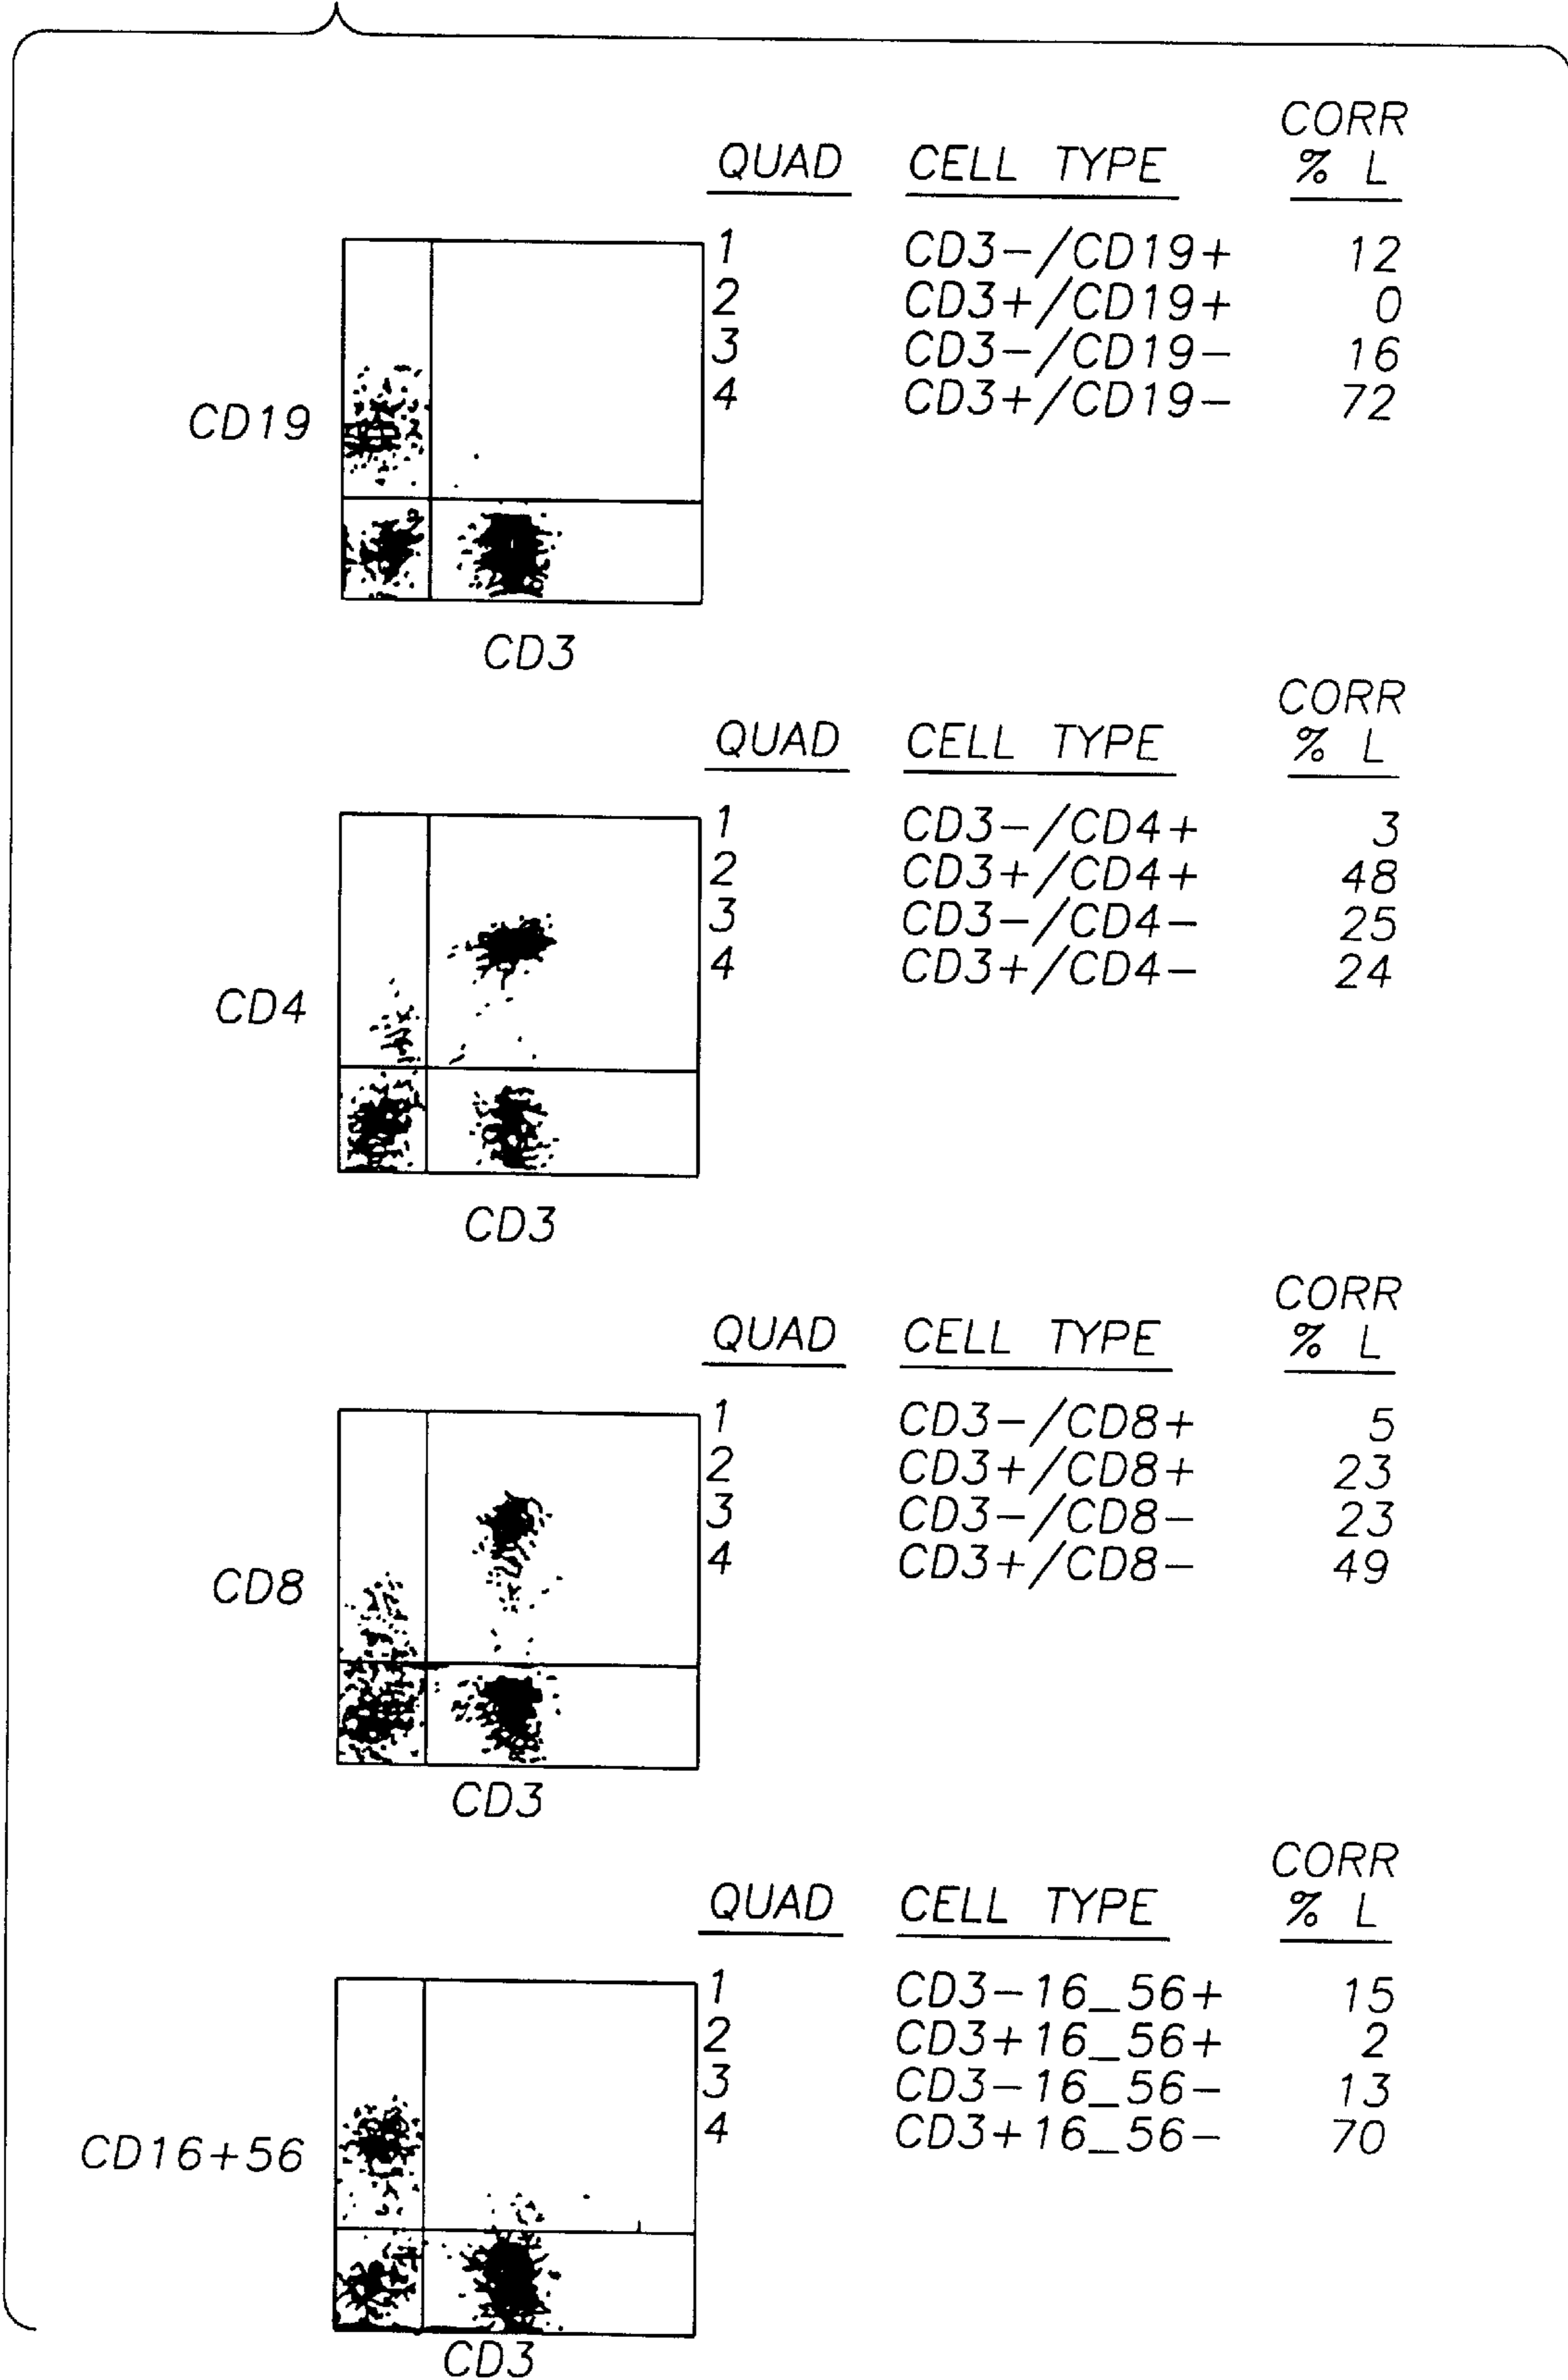 CORR
QUAD CELL TYPE % L
1 CD3-/CD19+ 12
2 CD3+/CD19+ 0
3 CD3-/CD19- 16
4 CD3+/CD19- 72
CD19
CD3
CORR
QUAD CELL TYPE % L
1 CD3-/CD4+ 3
2 CD3+/CD4+ 48
3 CD3-/CD4- 25
4 CD3+/CD4- 24
CD4
CD3
CORR
QUAD CELL TYPE % L
1 CD3-/CD8+ 5
2 CD3+/CD8+ 23
3 CD3-/CD8- 23
4 CD3+/CD8- 49
CD8
CD3
CORR
QUAD CELL TYPE % L
1 CD3-16_56+ 15
2 CD3+16_56+ 2
3 CD3-16_56- 13
4 CD3+16_56- 70
CD16+56
CD3